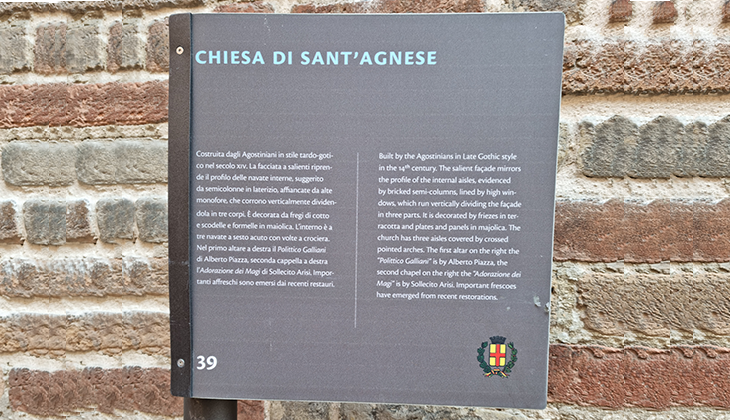 CHIESA DI SANT'AGNESE
Costruita dagli Agostiniani in stile tardo-goti-
co nel secolo XIV. La facciata a salienti ripren-
de il profilo delle navate interne, suggerito
da semicolonne in laterizio, affiancate da alte
monofore, che corrono verticalmente dividen-
dola in tre corpi. È decorata da fregi di cotto
e scodelle e formelle in maiolica. L'interno è a
tre navate a sesto acuto con volte a crociera.
Nel primo altare a destra il Polittico Galliani
di Alberto Piazza, seconda cappella a destra
l'Adorazione dei Magi di Sollecito Arisi. Impor-
tanti affreschi sono emersi dai recenti restauri.
Built by the Agostinians in Late Gothic style
in the 14th century. The salient façade mirrors
the profile of the internal aisles, evidenced
by bricked semi-columns, lined by high win-
dows, which run vertically dividing the façade
in three parts. It is decorated by friezes in ter-
racotta and plates and panels in majolica. The
church has three aisles covered by crossed
pointed arches. The first altar on the right the
"Polittico Galliani" is by Alberto Piazza, the
second chapel on the right the "Adorazione dei
Magi" is by Sollecito Arisi. Important frescoes
have emerged from recent restorations.
39